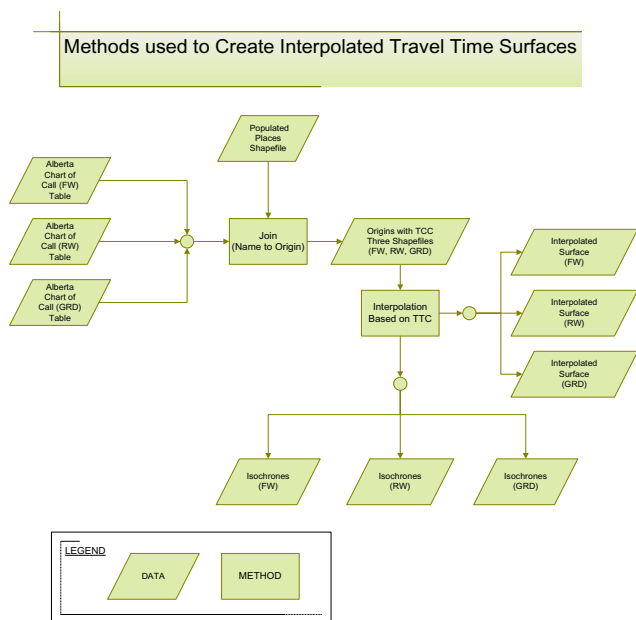 Methods used to Create Interpolated Travel Time Surfaces
Populated
Places
Shapefile
Alberta
Chart of
Call (FW)
Table
Alberta
Chart of
Call (RW)
Table
Alberta
Chart of
Call (GRD)
Table
Join
(Name to Origin)
Origins with TCC
Three Shapefiles
(FW, RW, GRD)
Interpolation
Based on TTC
Interpolated
Surface
(FW)
Interpolated
Surface
(RW)
Interpolated
Surface
(GRD)
Isochrones
(FW)
Isochrones
(RW)
Isochrones
(GRD)
LEGEND
DATA
METHOD